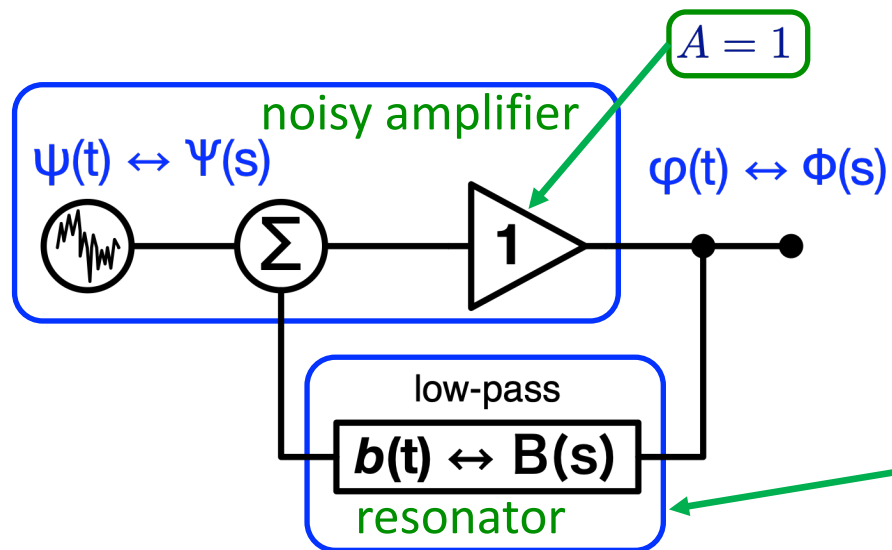 A = 1
noisy amplifier
ψ(t) ↔ Ψ(s)
φ(t) ↔ Φ(s)
Σ
1
low-pass
b(t) ↔ B(s)
resonator